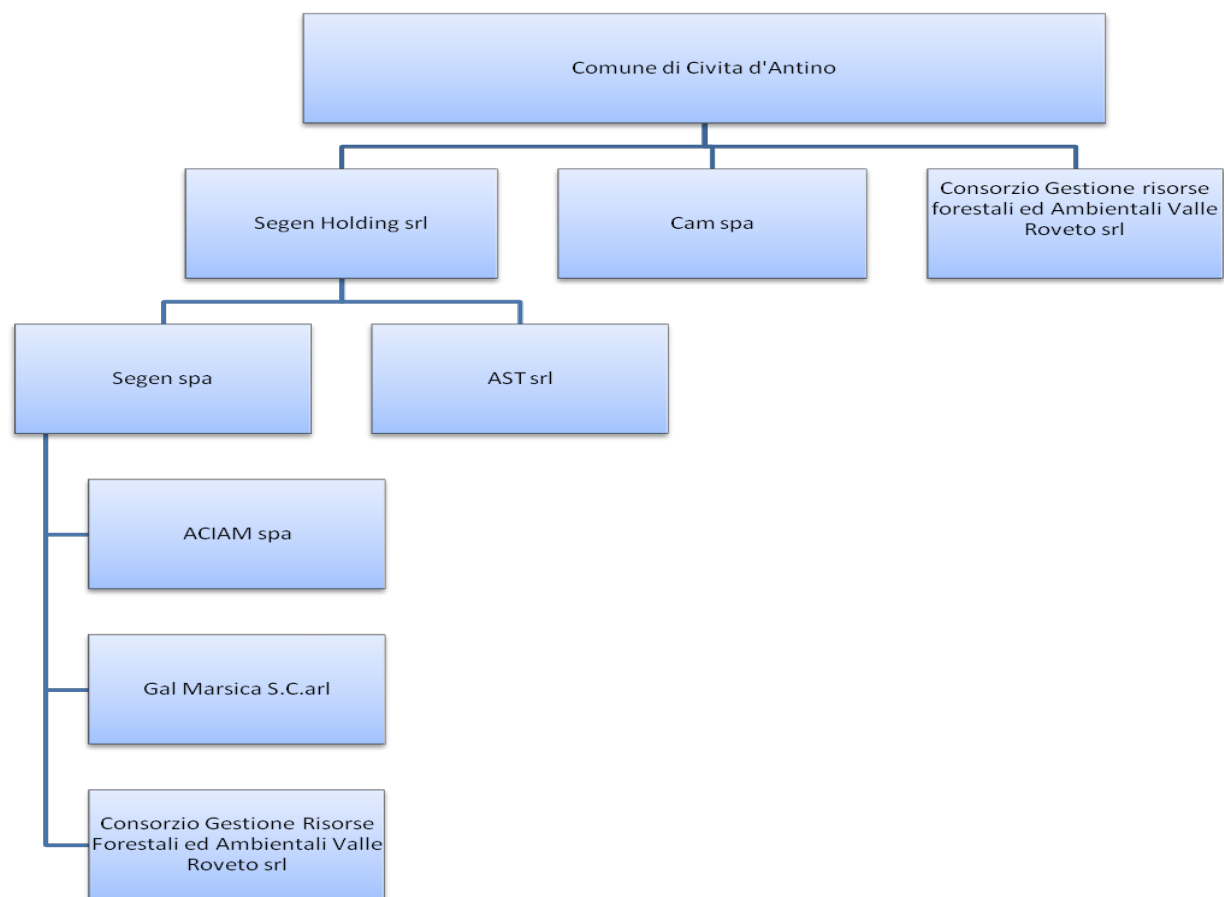 Comune di Civita d'Antino
Segen Holding srl
Cam spa
Consorzio Gestione risorse
forestali ed Ambientali Valle
Roveto srl
Segen spa
AST srl
ACIAM spa
Gal Marsica S.C.arl
Consorzio Gestione Risorse
Forestali ed Ambientali Valle
Roveto srl